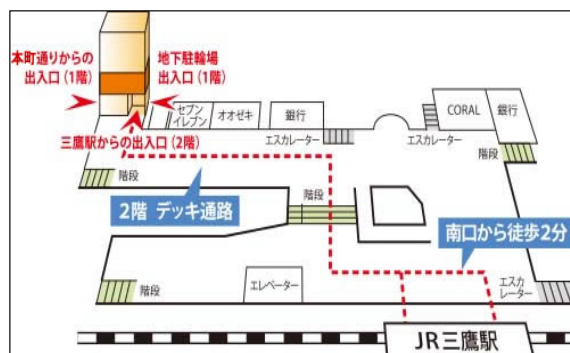 本町通りからの
出入口(1階)
地下駐輪場
出入口(1階)
三鷹駅からの出入口(2階)
セブン
イレブン
オオゼキ
銀行
エスカレーター
エスカレーター
CORAL
銀行
階段
階段
2階 デッキ通路
階段
南口から徒歩2分
階段
エレベーター
エスカ
レーター
JR三鷹駅